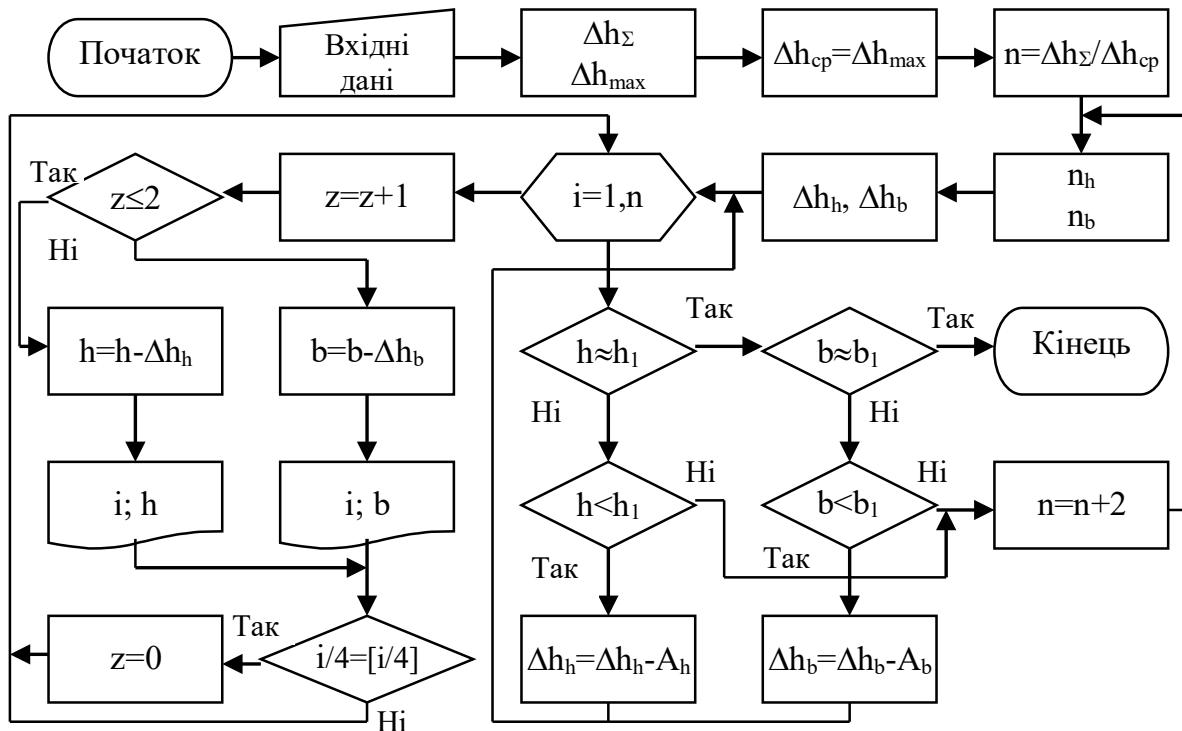 Початок
Вхідні
дані
Δh_Σ
Δh_max
Δh_ср=Δh_max
n=Δh_Σ/Δh_ср
Так
z≤2
z=z+1
i=1,n
Δh_h, Δh_b
n_h
n_b
Ні
h=h-Δh_h
b=b-Δh_b
h≈h_1
Так
b≈b_1
Так
Кінець
Ні
Ні
i; h
i; b
h<h_1
Ні
b<b_1
Ні
n=n+2
Так
Так
z=0
Так
i/4=[i/4]
Ні
Δh_h=Δh_h-A_h
Δh_b=Δh_b-A_b